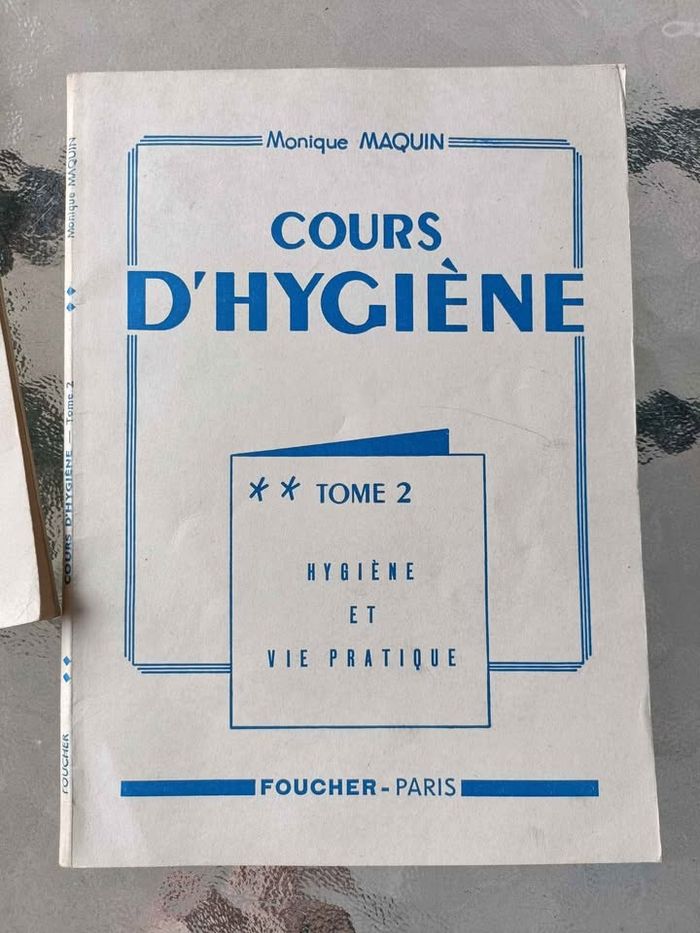 Monique MAQUIN
COURS
D'HYGIÈNE
** TOME 2
HYGIÈNE
ET
VIE PRATIQUE
FOUCHER - PARIS
Monique MAQUIN
COURS D'HYGIÈNE — Tome 2
FOUCHER